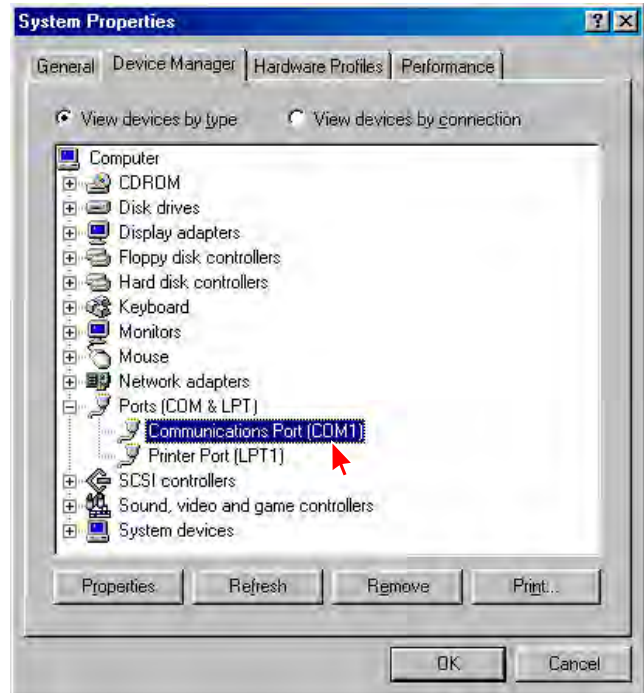 System Properties
General Device Manager Hardware Profiles Performance
View devices by type View devices by connection
Computer
CDROM
Disk drives
Display adapters
Floppy disk controllers
Hard disk controllers
Keyboard
Monitors
Mouse
Network adapters
Ports (COM & LPT)
Communications Port (COM1)
Printer Port (LPT1)
SCSI controllers
Sound, video and game controllers
System devices
Properties Refresh Remove Print...
OK Cancel